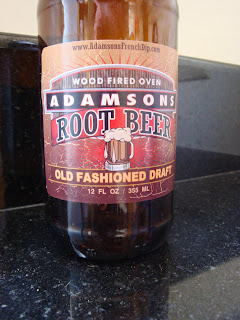 www.AdamsonsFrenchDip.com
WOOD FIRED OVEN
ADAMSONS
ROOT BEER
OLD FASHIONED DRAFT
12 FL OZ / 355 ML